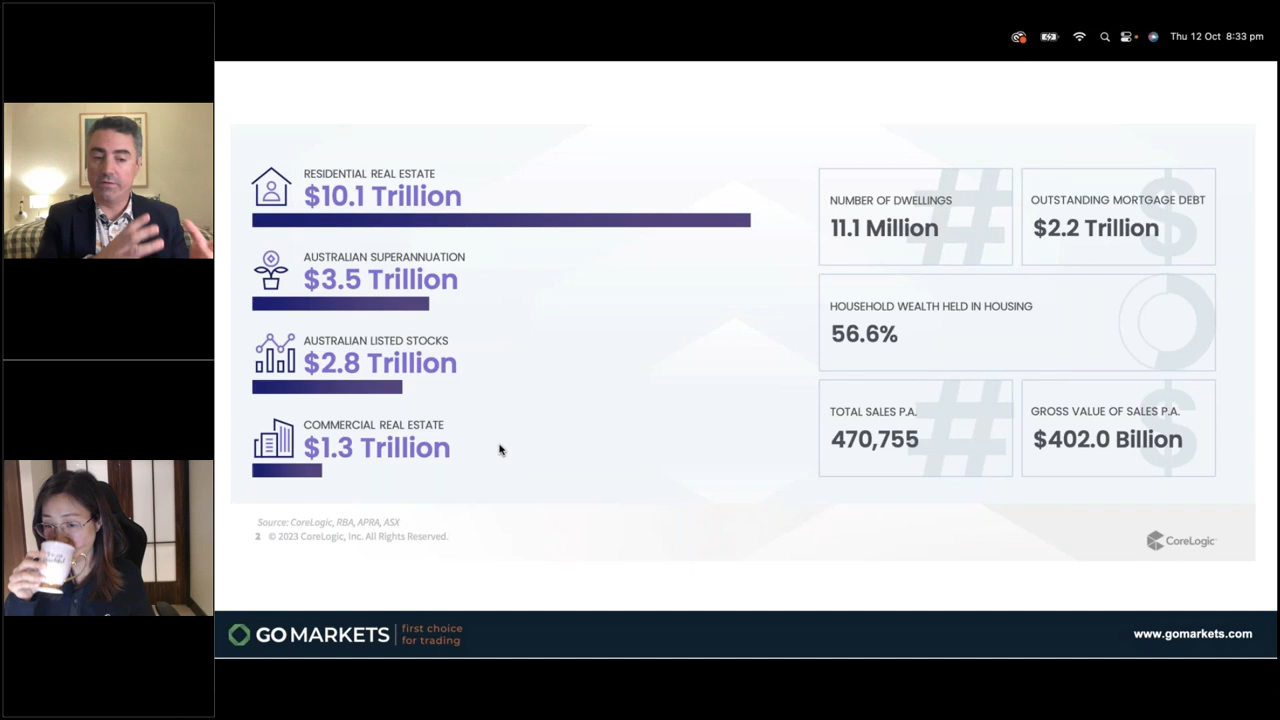 Thu 12 Oct 8:33 pm
RESIDENTIAL REAL ESTATE
$10.1 Trillion
AUSTRALIAN SUPERANNUATION
$3.5 Trillion
AUSTRALIAN LISTED STOCKS
$2.8 Trillion
COMMERCIAL REAL ESTATE
$1.3 Trillion
NUMBER OF DWELLINGS
11.1 Million
OUTSTANDING MORTGAGE DEBT
$2.2 Trillion
HOUSEHOLD WEALTH HELD IN HOUSING
56.6%
TOTAL SALES P.A.
470,755
GROSS VALUE OF SALES P.A.
$402.0 Billion
Source: CoreLogic, RBA, APRA, ASX
2 © 2023 CoreLogic, Inc. All Rights Reserved.
CoreLogic
GO MARKETS
first choice
for trading
www.gomarkets.com